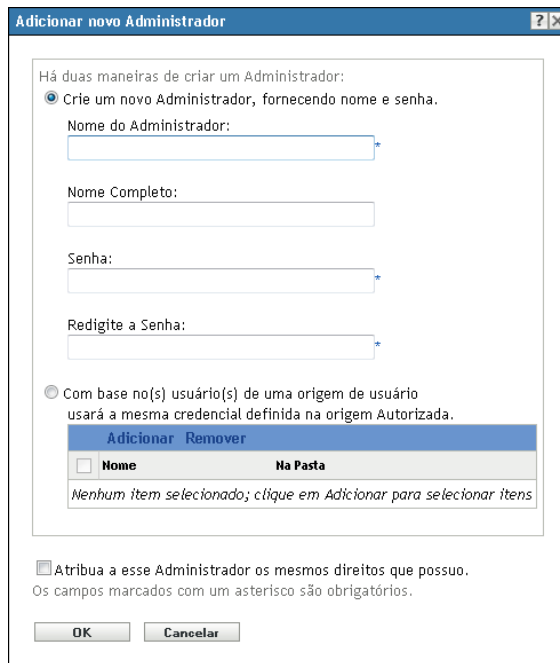 Adicionar novo Administrador
Há duas maneiras de criar um Administrador:
Crie um novo Administrador, fornecendo nome e senha.
Nome do Administrador:
*
Nome Completo:
Senha:
*
Redigite a Senha:
*
Com base no(s) usuário(s) de uma origem de usuário
usará a mesma credencial definida na origem Autorizada.
Adicionar Remover
Nome Na Pasta
Nenhum item selecionado; clique em Adicionar para selecionar itens
Atribua a esse Administrador os mesmos direitos que possuo.
Os campos marcados com um asterisco são obrigatórios.
OK Cancelar